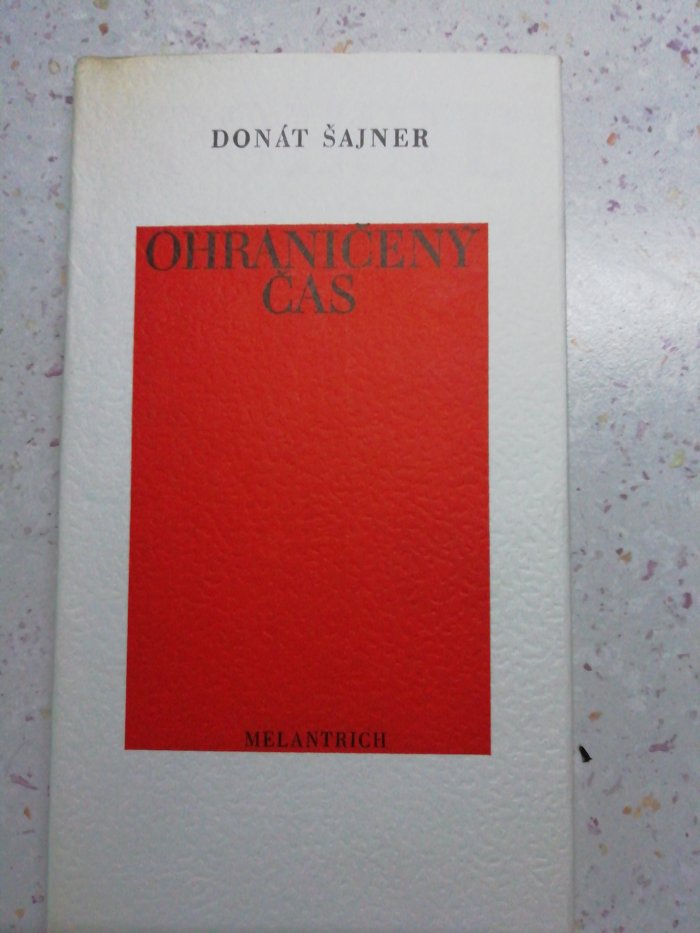 DONÁT ŠAJNER
OHRANIČENÝ
ČAS
MELANTRICH